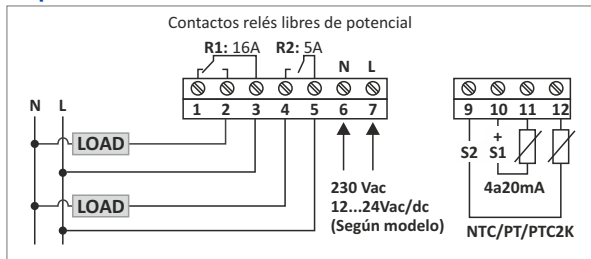 Contactos relés libres de potencial
R1: 16A R2: 5A N L
1 2 3 4 5 6 7
9 10 11 12
N L
LOAD
LOAD
230 Vac
12...24Vac/dc
(Según modelo)
S2 + S1
4a20mA
NTC/PT/PTC2K